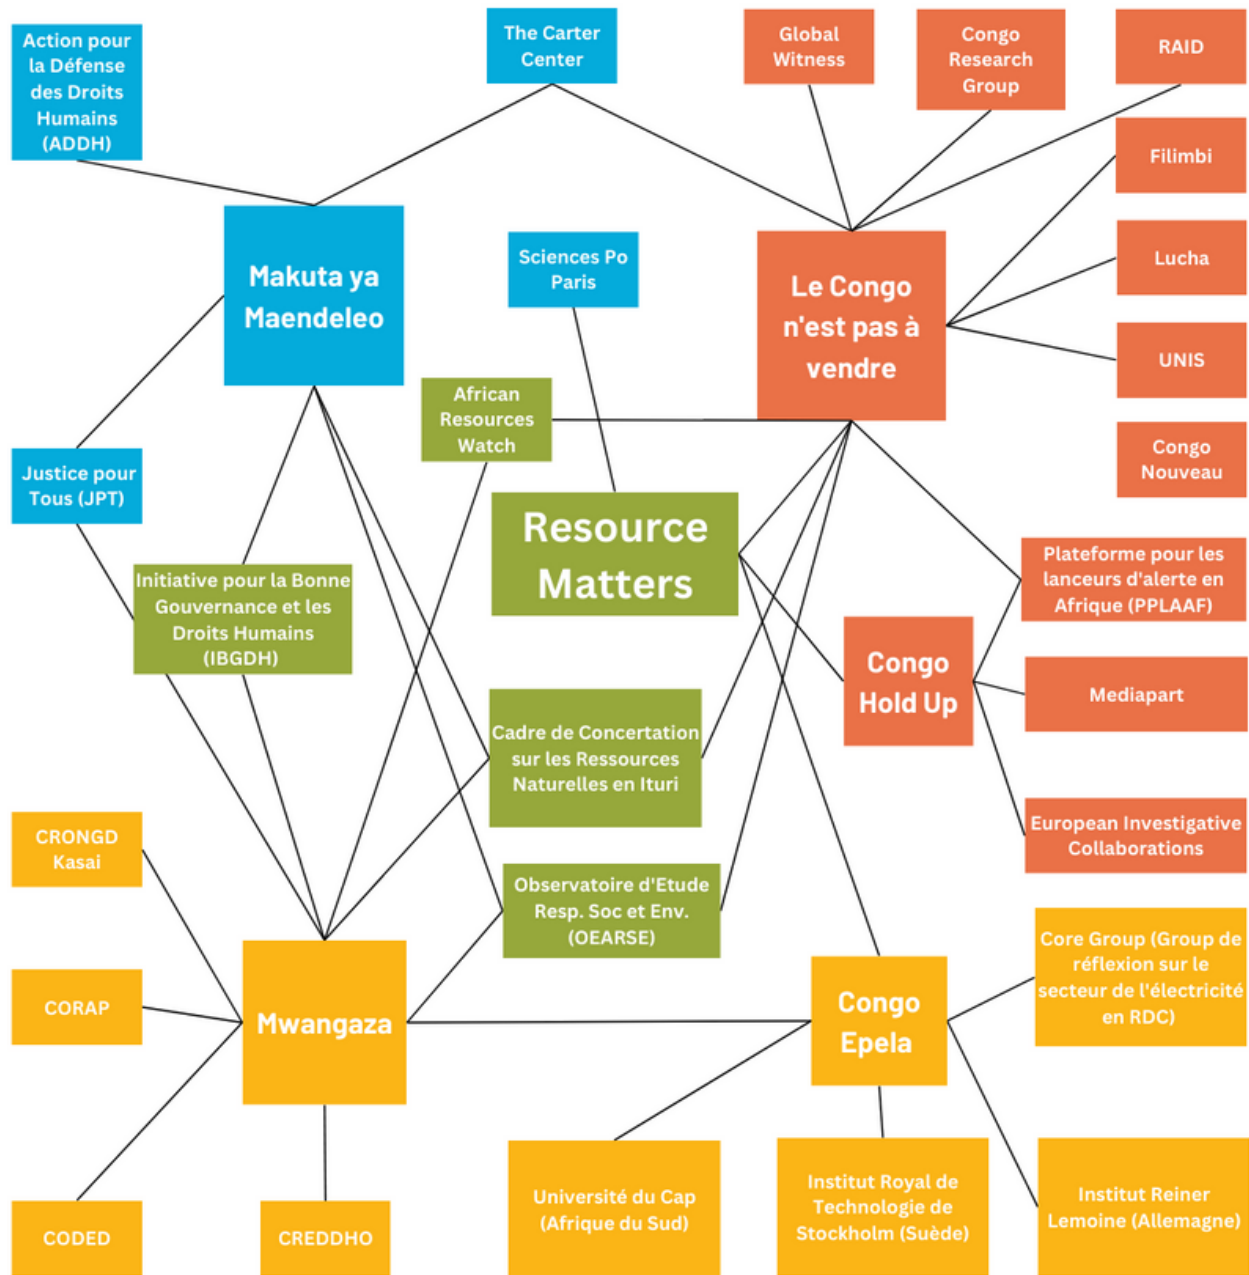 Action pour
la Défense
des Droits
Humains
(ADDH)
The Carter
Center
Global
Witness
Congo
Research
Group
RAID
Filimbi
Makuta ya
Maendeleo
Sciences Po
Paris
Le Congo
n'est pas à
vendre
Lucha
UNIS
African
Resources
Watch
Congo
Nouveau
Justice pour
Tous (JPT)
Resource
Matters
Initiative pour la Bonne
Gouvernance et les
Droits Humains
(IBGDH)
Plateforme pour les
lanceurs d'alerte en
Afrique (PPLAAF)
Congo
Hold Up
Mediapart
Cadre de Concertation
sur les Ressources
Naturelles en Ituri
European Investigative
Collaborations
CRONGD
Kasai
Observatoire d'Etude
Resp. Soc et Env.
(OEARSE)
Core Group (Group de
réflexion sur le
secteur de l'électricité
en RDC)
CORAP
Mwangaza
Congo
Epela
CODED
CREDDHO
Université du Cap
(Afrique du Sud)
Institut Royal de
Technologie de
Stockholm (Suède)
Institut Reiner
Lemoine (Allemagne)